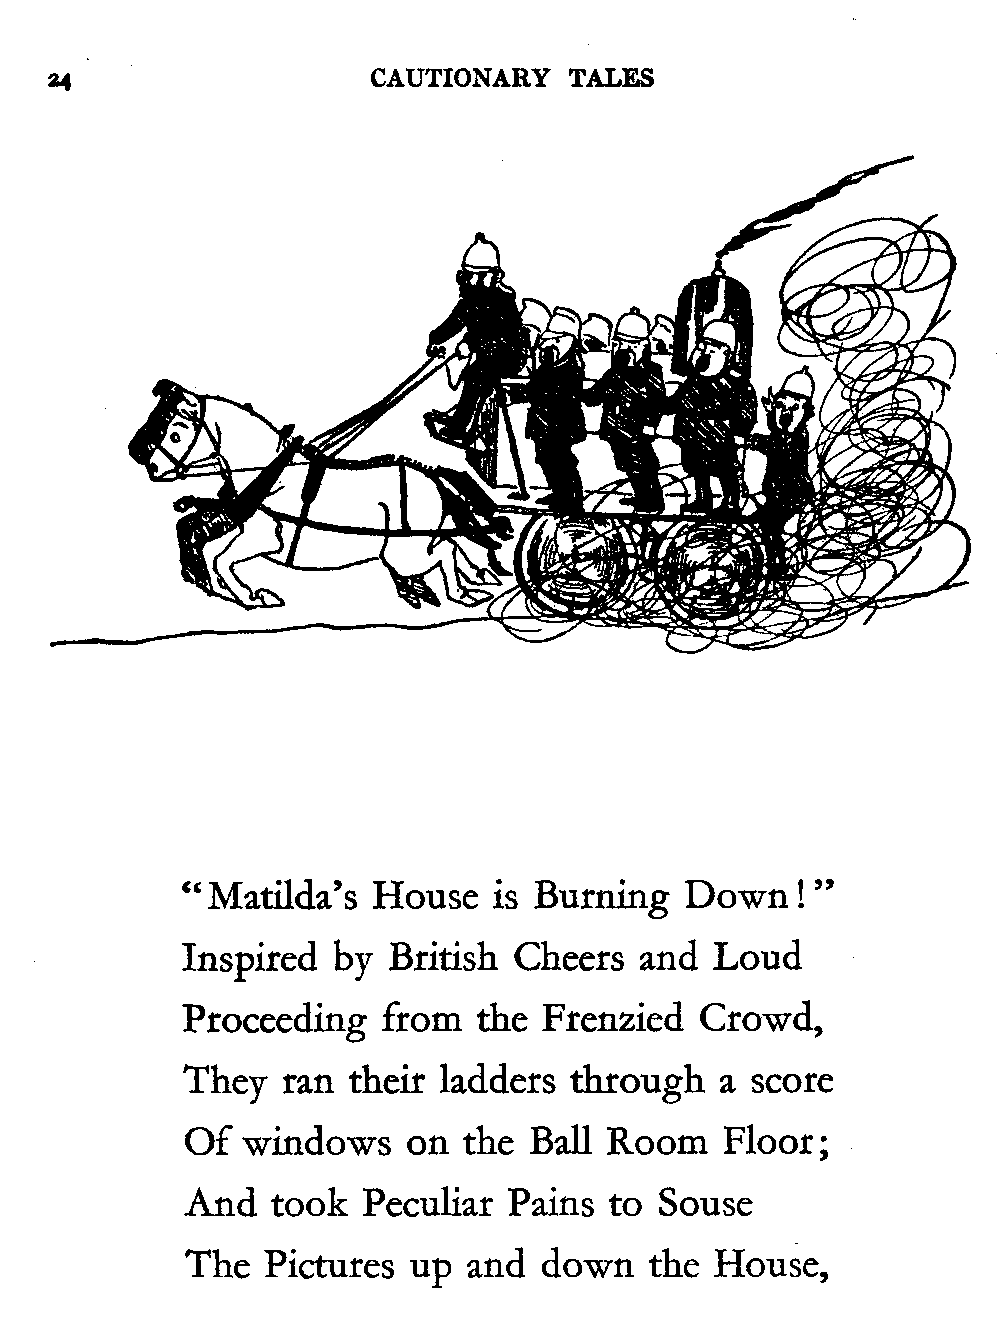 24 CAUTIONARY TALES
“Matilda’s House is Burning Down!”
Inspired by British Cheers and Loud
Proceeding from the Frenzied Crowd,
They ran their ladders through a score
Of windows on the Ball Room Floor;
And took Peculiar Pains to Souse
The Pictures up and down the House,